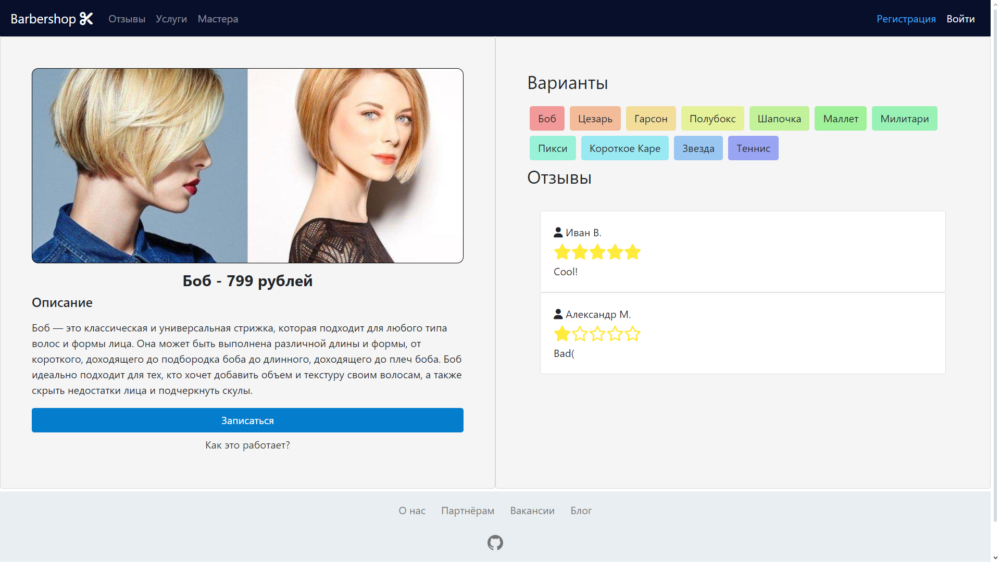 Barbershop Отзывы Услуги Мастера Регистрация Войти
Боб - 799 рублей
Описание
Боб — это классическая и универсальная стрижка, которая подходит для любого типа
волос и формы лица. Она может быть выполнена различной длины и формы, от
короткого, доходящего до подбородка боба до длинного, доходящего до плеч боба. Боб
идеально подходит для тех, кто хочет добавить объем и текстуру своим волосам, а также
скрыть недостатки лица и подчеркнуть скулы.
Записаться
Как это работает?
Варианты
Боб Цезарь Гарсон Полубокс Шапочка Маллет Милитари
Пикси Короткое Каре Звезда Теннис
Отзывы
Иван В.
Cool!
Александр М.
Bad(
О нас Партнёрам Вакансии Блог